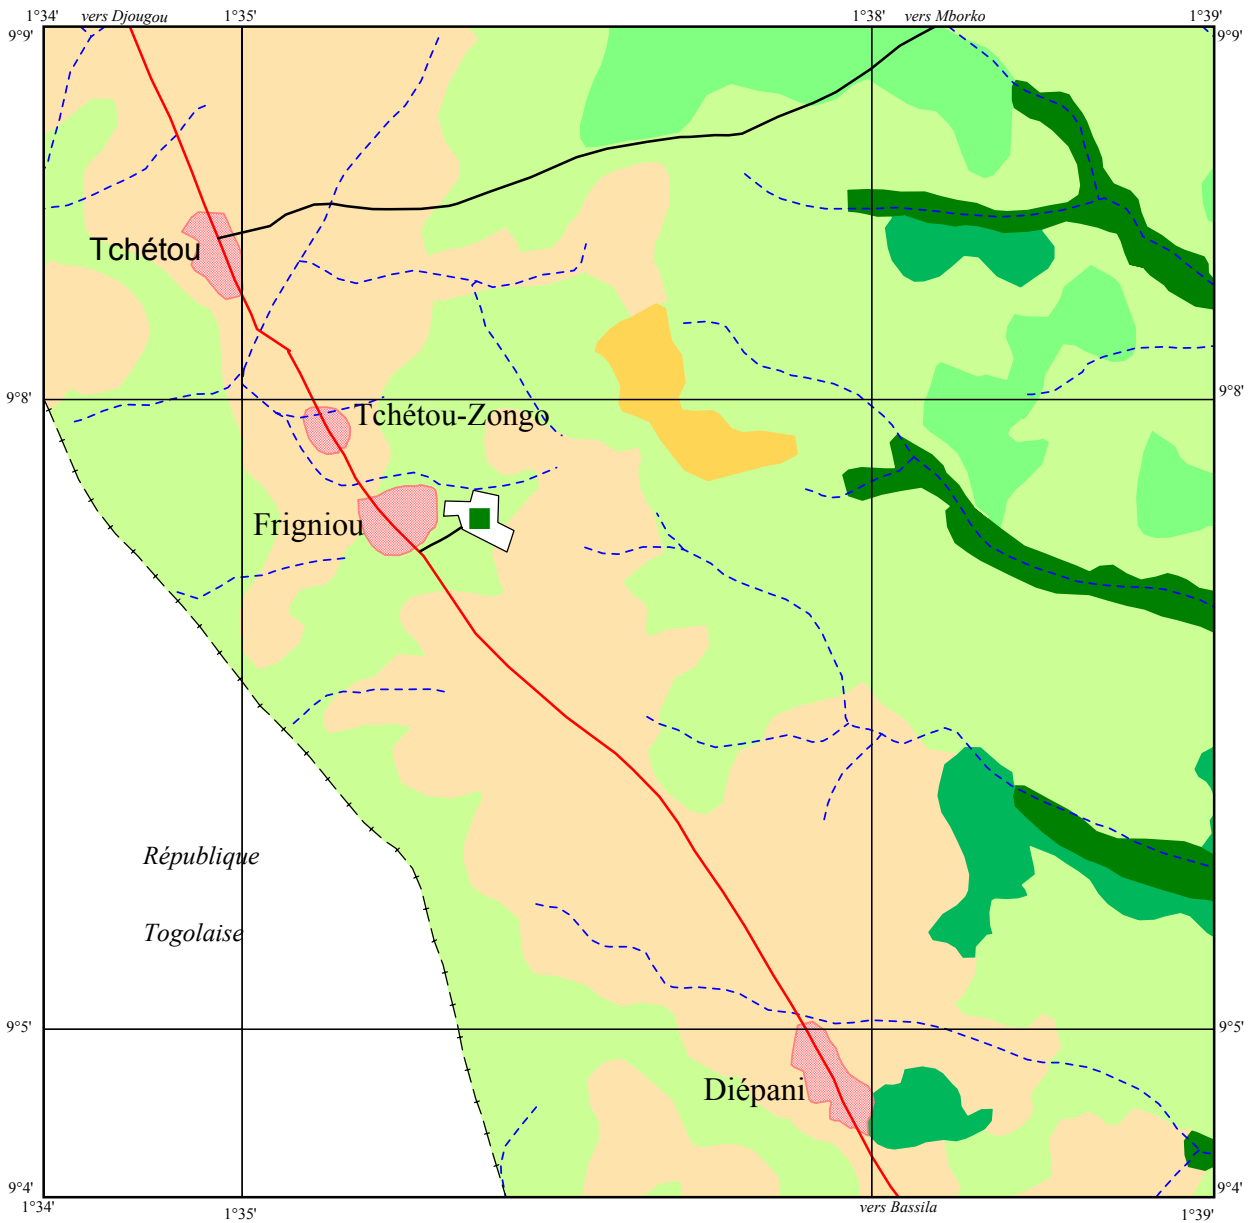 1°34'
vers Djougou
1°35'
1°38'
vers Mborko
1°39'
9°9'
9°9'
Tchétou
9°8'
9°8'
Tchétou-Zongo
Frigniou
République
Togolaise
9°5'
9°5'
Diépani
9°4'
9°4'
1°34'
1°35'
vers Bassila
1°39'